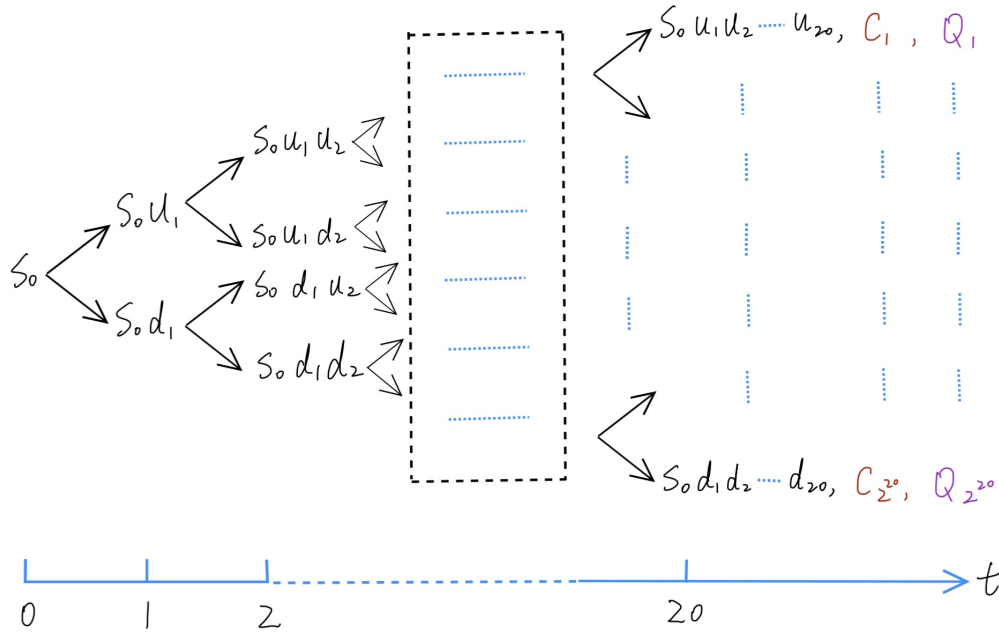 S₀u₁u₂ ...... u₂₀, C₁, Q₁
S₀u₁u₂
S₀u₁
S₀u₁d₂
S₀
S₀d₁u₂
S₀d₁
S₀d₁d₂
S₀d₁d₂ ...... d₂₀, C₂²⁰, Q₂²⁰
t
0 1 2 20